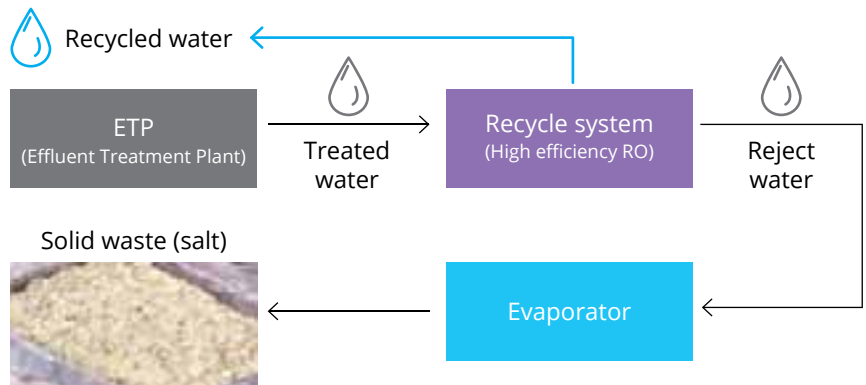 Recycled water
ETP
(Effluent Treatment Plant)
Treated
water
Recycle system
(High efficiency RO)
Reject
water
Solid waste (salt)
Evaporator